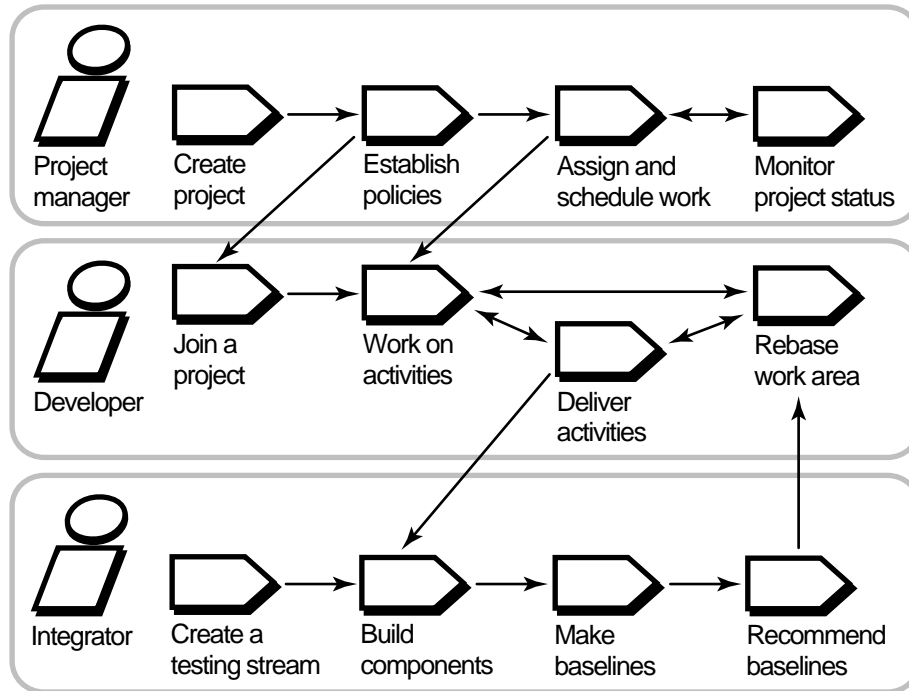 Project
manager
Create
project
Establish
policies
Assign and
schedule work
Monitor
project status
Developer
Join a
project
Work on
activities
Deliver
activities
Rebase
work area
Integrator
Create a
testing stream
Build
components
Make
baselines
Recommend
baselines